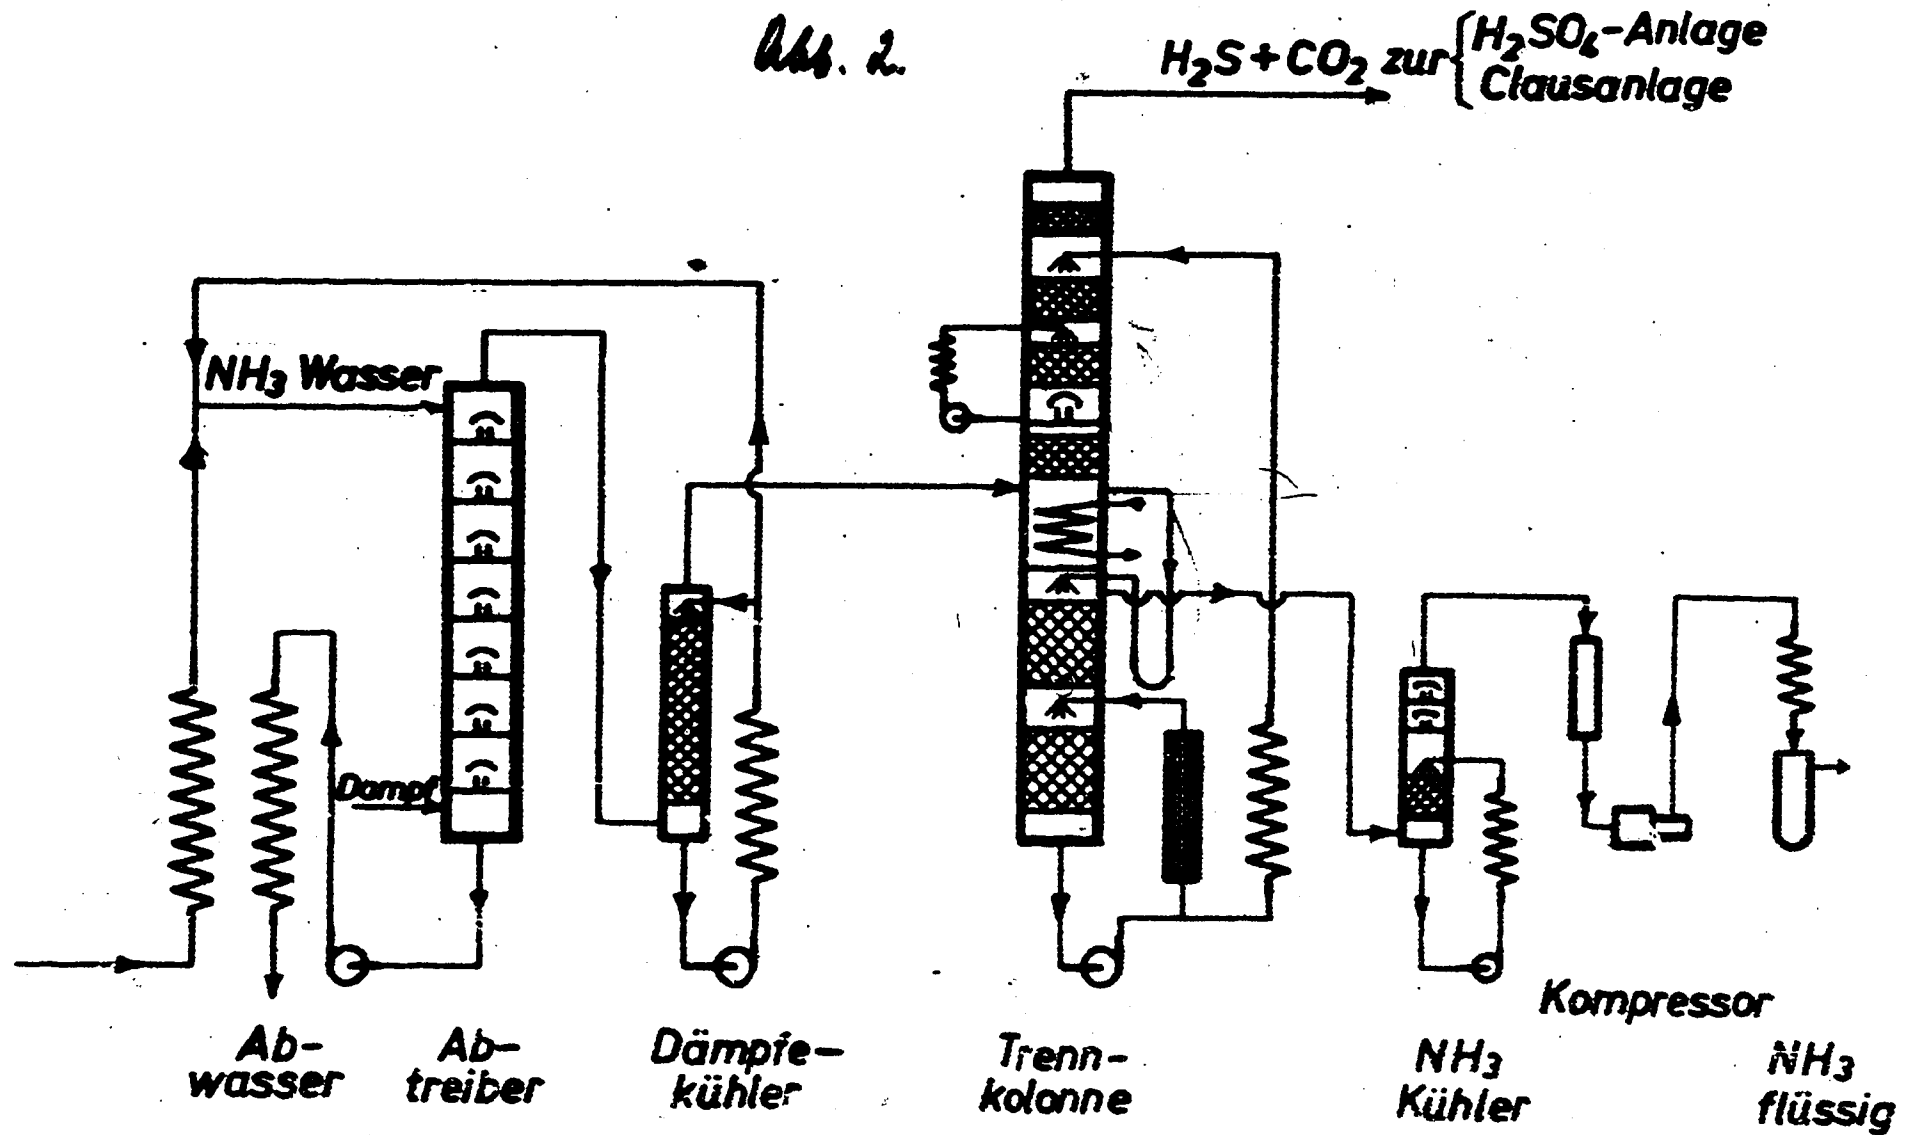 Abb. 2.
H₂S + CO₂ zur { H₂SO₄-Anlage
Clausanlage
NH₃ Wasser
Dampf
Ab-
wasser
Ab-
treiber
Dämpfe-
kühler
Trenn-
kolonne
NH₃
Kühler
Kompressor
NH₃
flüssig